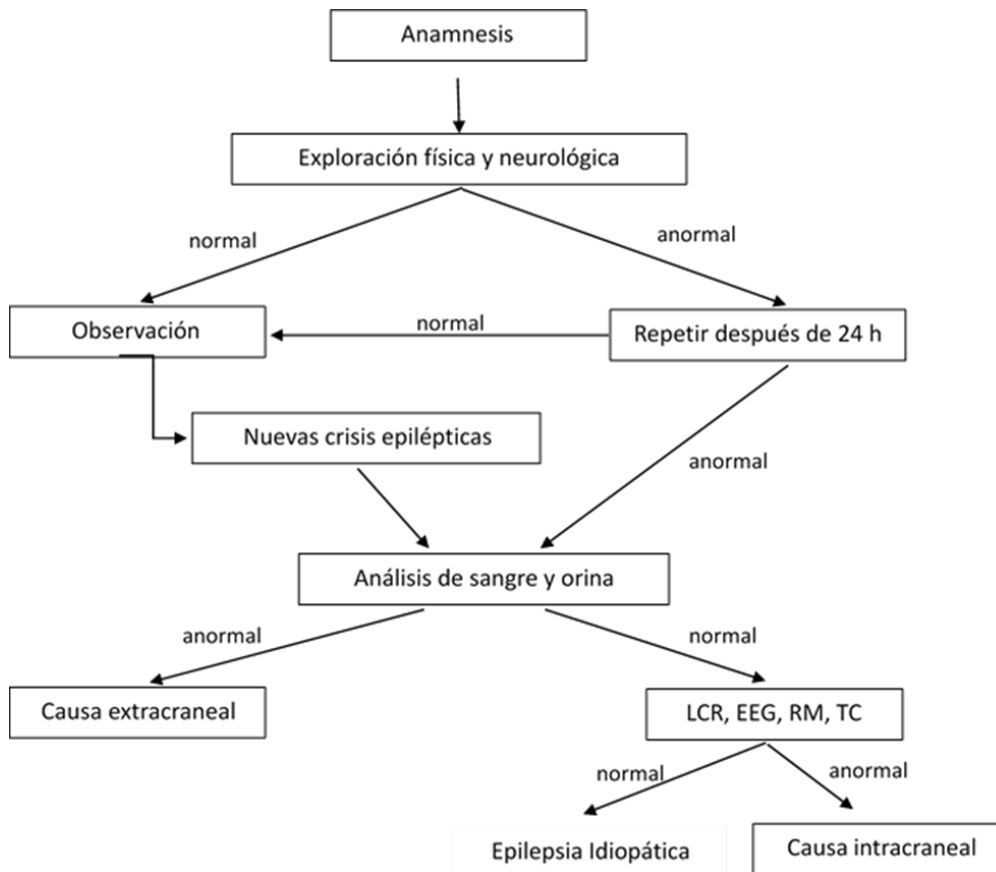 Anamnesis
Exploración física y neurológica
normal
anormal
Observación
normal
Repetir después de 24 h
Nuevas crisis epilépticas
anormal
Análisis de sangre y orina
anormal
normal
Causa extracraneal
LCR, EEG, RM, TC
normal
anormal
Epilepsia Idiopática
Causa intracraneal